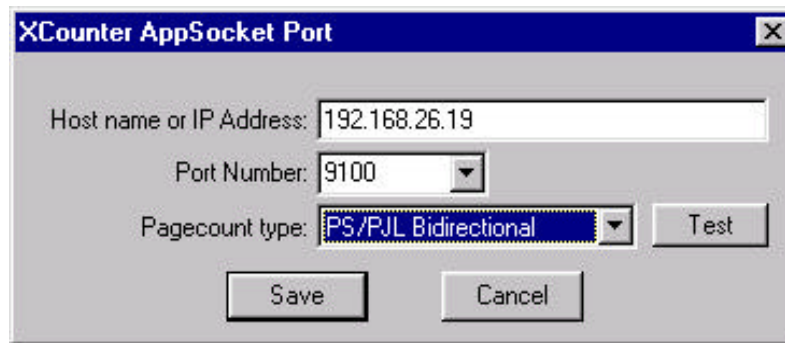 XCounter AppSocket Port
Host name or IP Address: 192.168.26.19
Port Number: 9100
Pagecount type: PS/PJL Bidirectional Test
Save Cancel